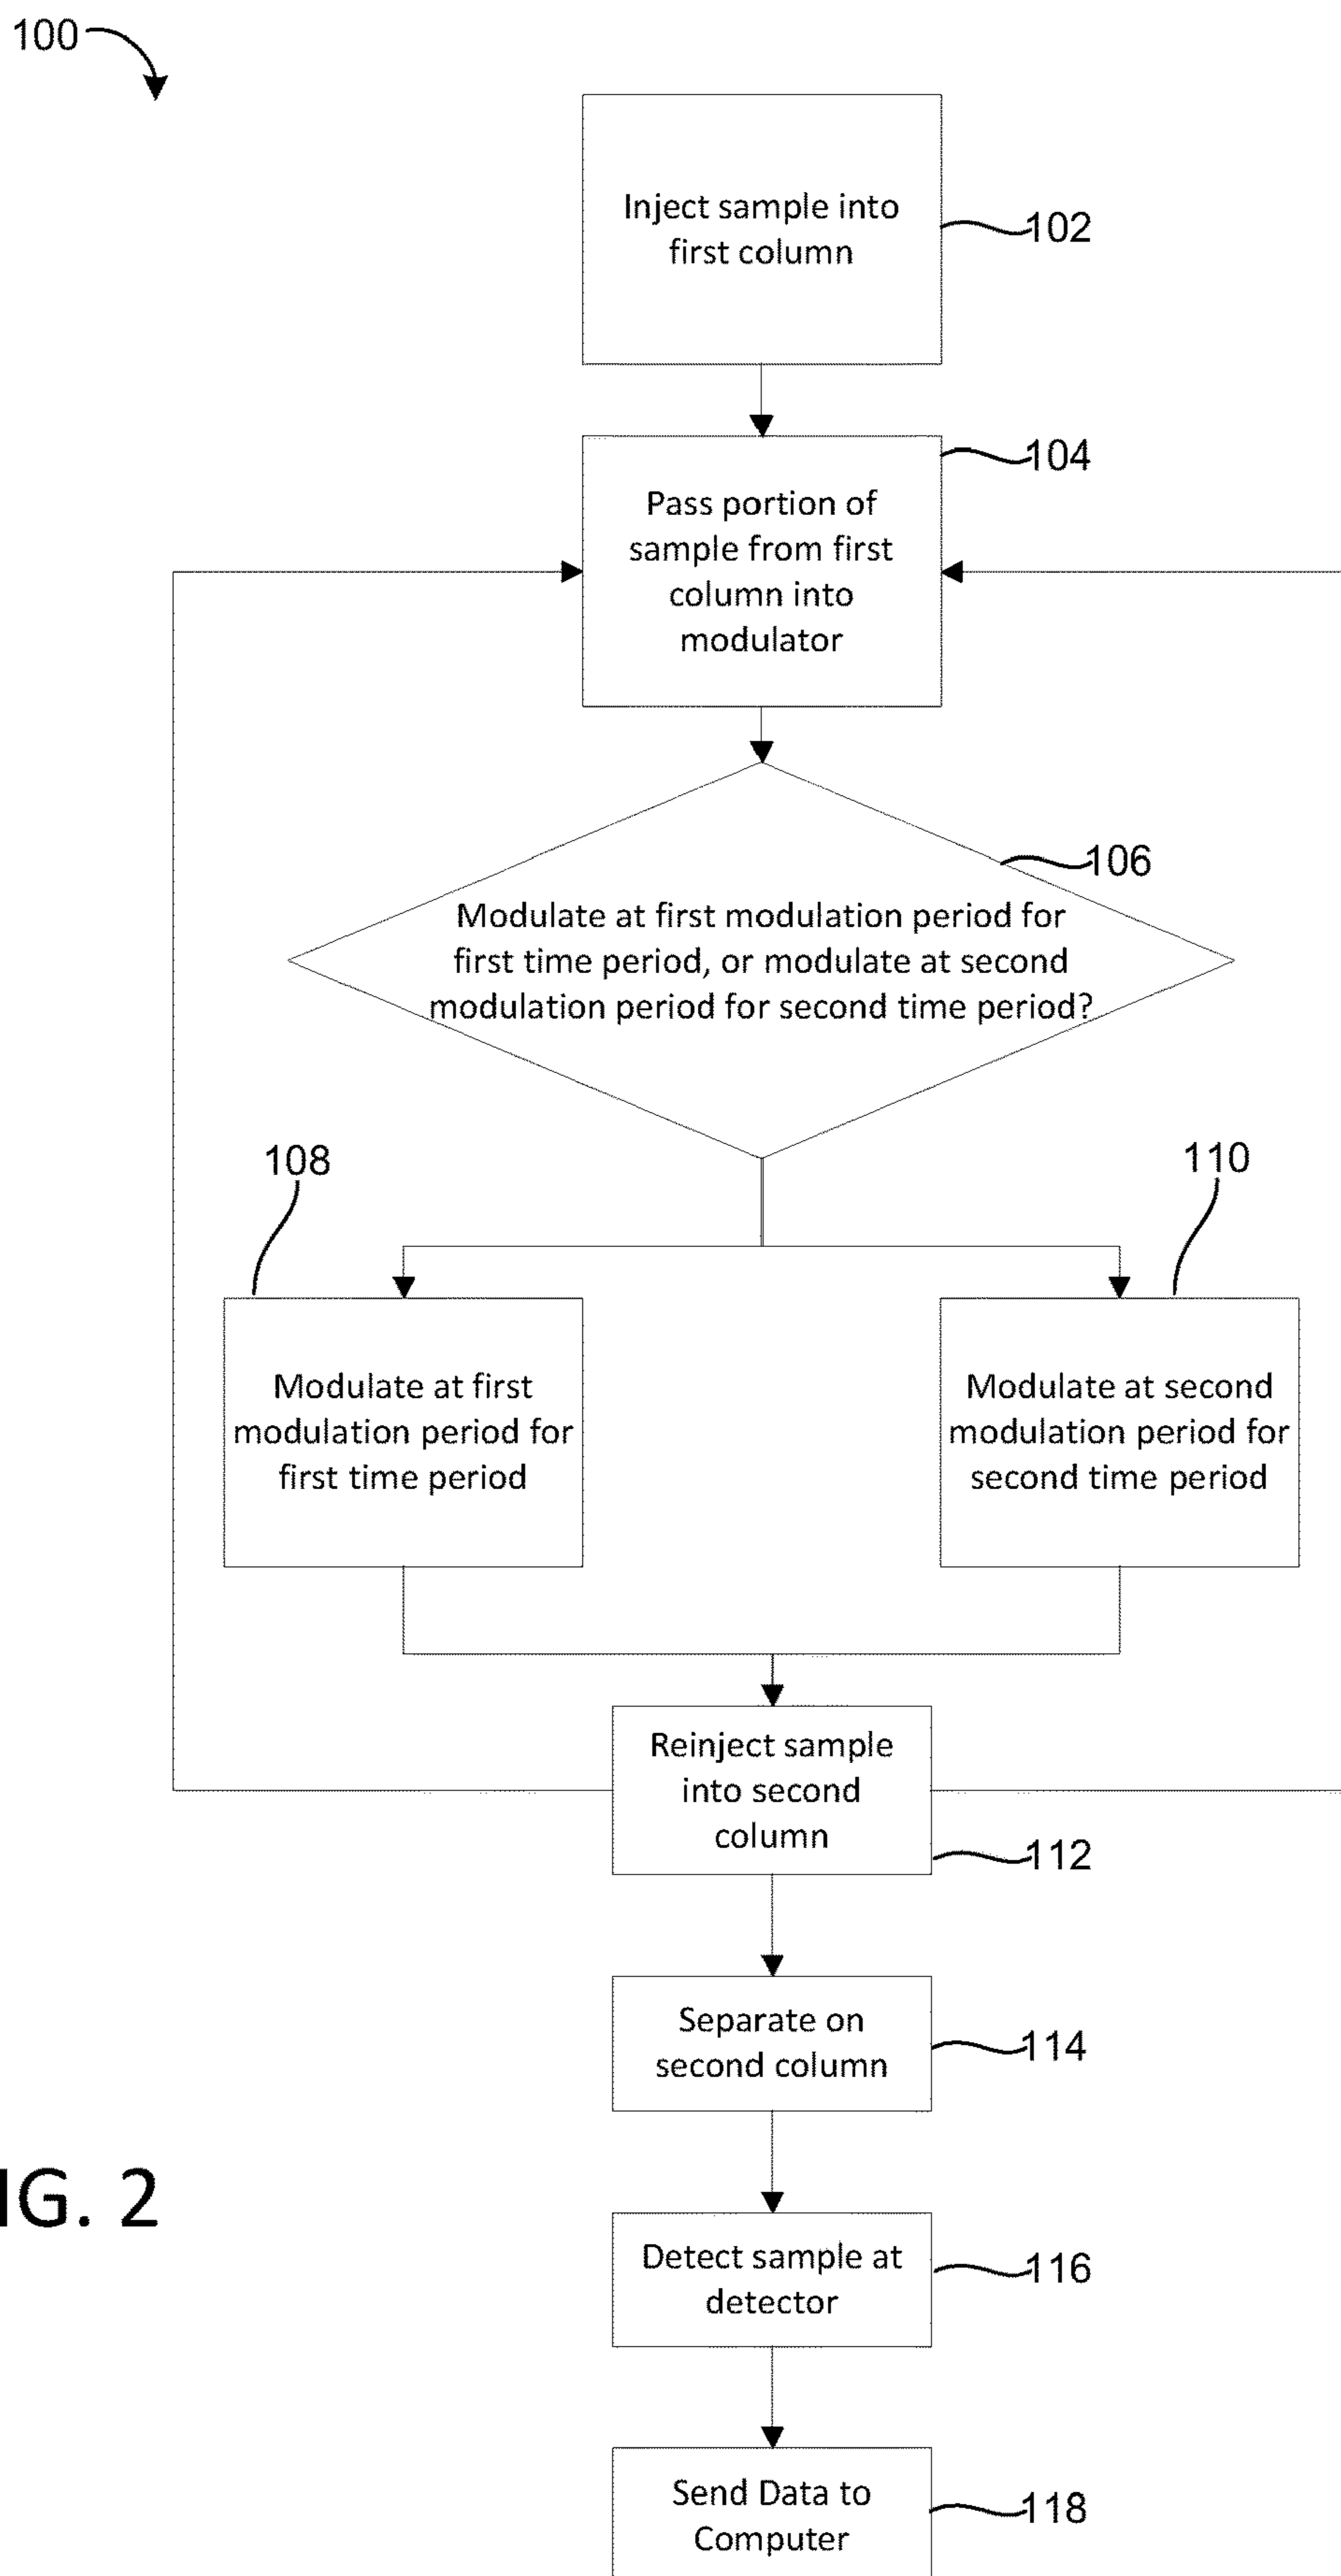 100
Inject sample into
first column
102
104
Pass portion of
sample from first
column into
modulator
106
Modulate at first modulation period for
first time period, or modulate at second
modulation period for second time period?
108
110
Modulate at first
modulation period for
first time period
Modulate at second
modulation period for
second time period
Reinject sample
into second
column
112
Separate on
second column
114
IG. 2
Detect sample at
detector
116
Send Data to
Computer
118